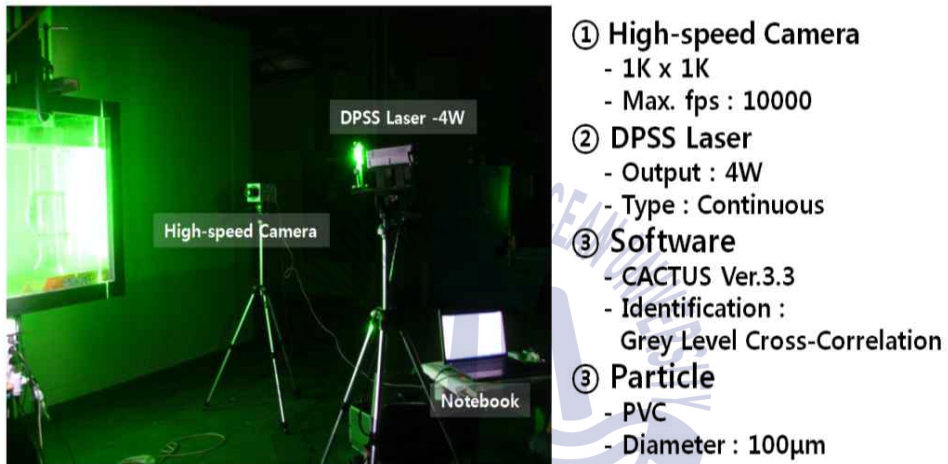 DPSS Laser -4W
High-speed Camera
Notebook
① High-speed Camera
- 1K x 1K
- Max. fps : 10000
② DPSS Laser
- Output : 4W
- Type : Continuous
③ Software
- CACTUS Ver.3.3
- Identification :
Grey Level Cross-Correlation
③ Particle
- PVC
- Diameter : 100μm